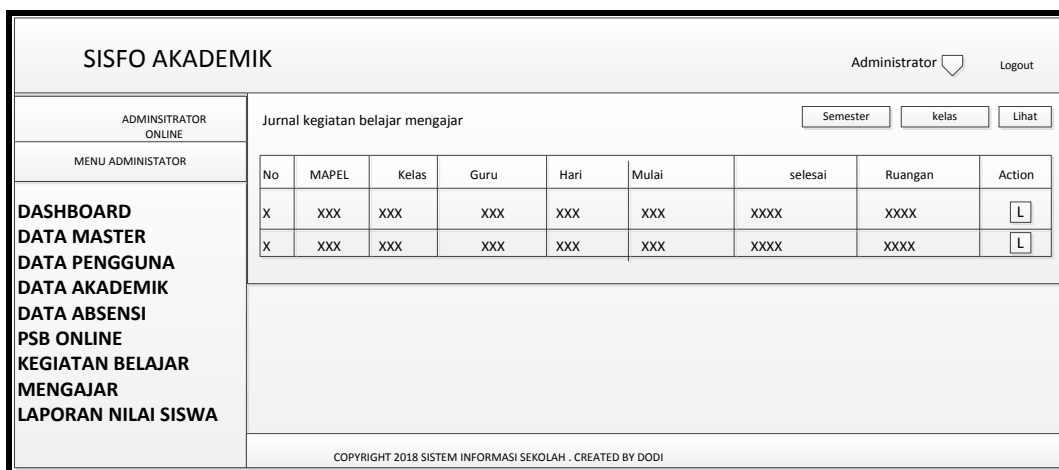 SISFO AKADEMIK
Administrator
Logout
ADMINSITRATOR
ONLINE
MENU ADMINISTATOR
DASHBOARD
DATA MASTER
DATA PENGGUNA
DATA AKADEMIK
DATA ABSENSI
PSB ONLINE
KEGIATAN BELAJAR
MENGAJAR
LAPORAN NILAI SISWA
Jurnal kegiatan belajar mengajar
Semester kelas Lihat
No MAPEL Kelas Guru Hari Mulai selesai Ruangan Action
X XXX XXX XXX XXX XXX XXXX XXXX L
X XXX XXX XXX XXX XXX XXXX XXXX L
COPYRIGHT 2018 SISTEM INFORMASI SEKOLAH . CREATED BY DODI